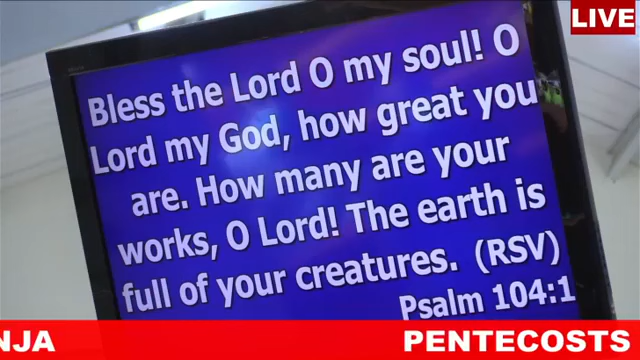 LIVE
Bless the Lord O my soul! O
Lord my God, how great you
are. How many are your
works, O Lord! The earth is
full of your creatures. (RSV)
Psalm 104:1
NJA PENTECOSTS